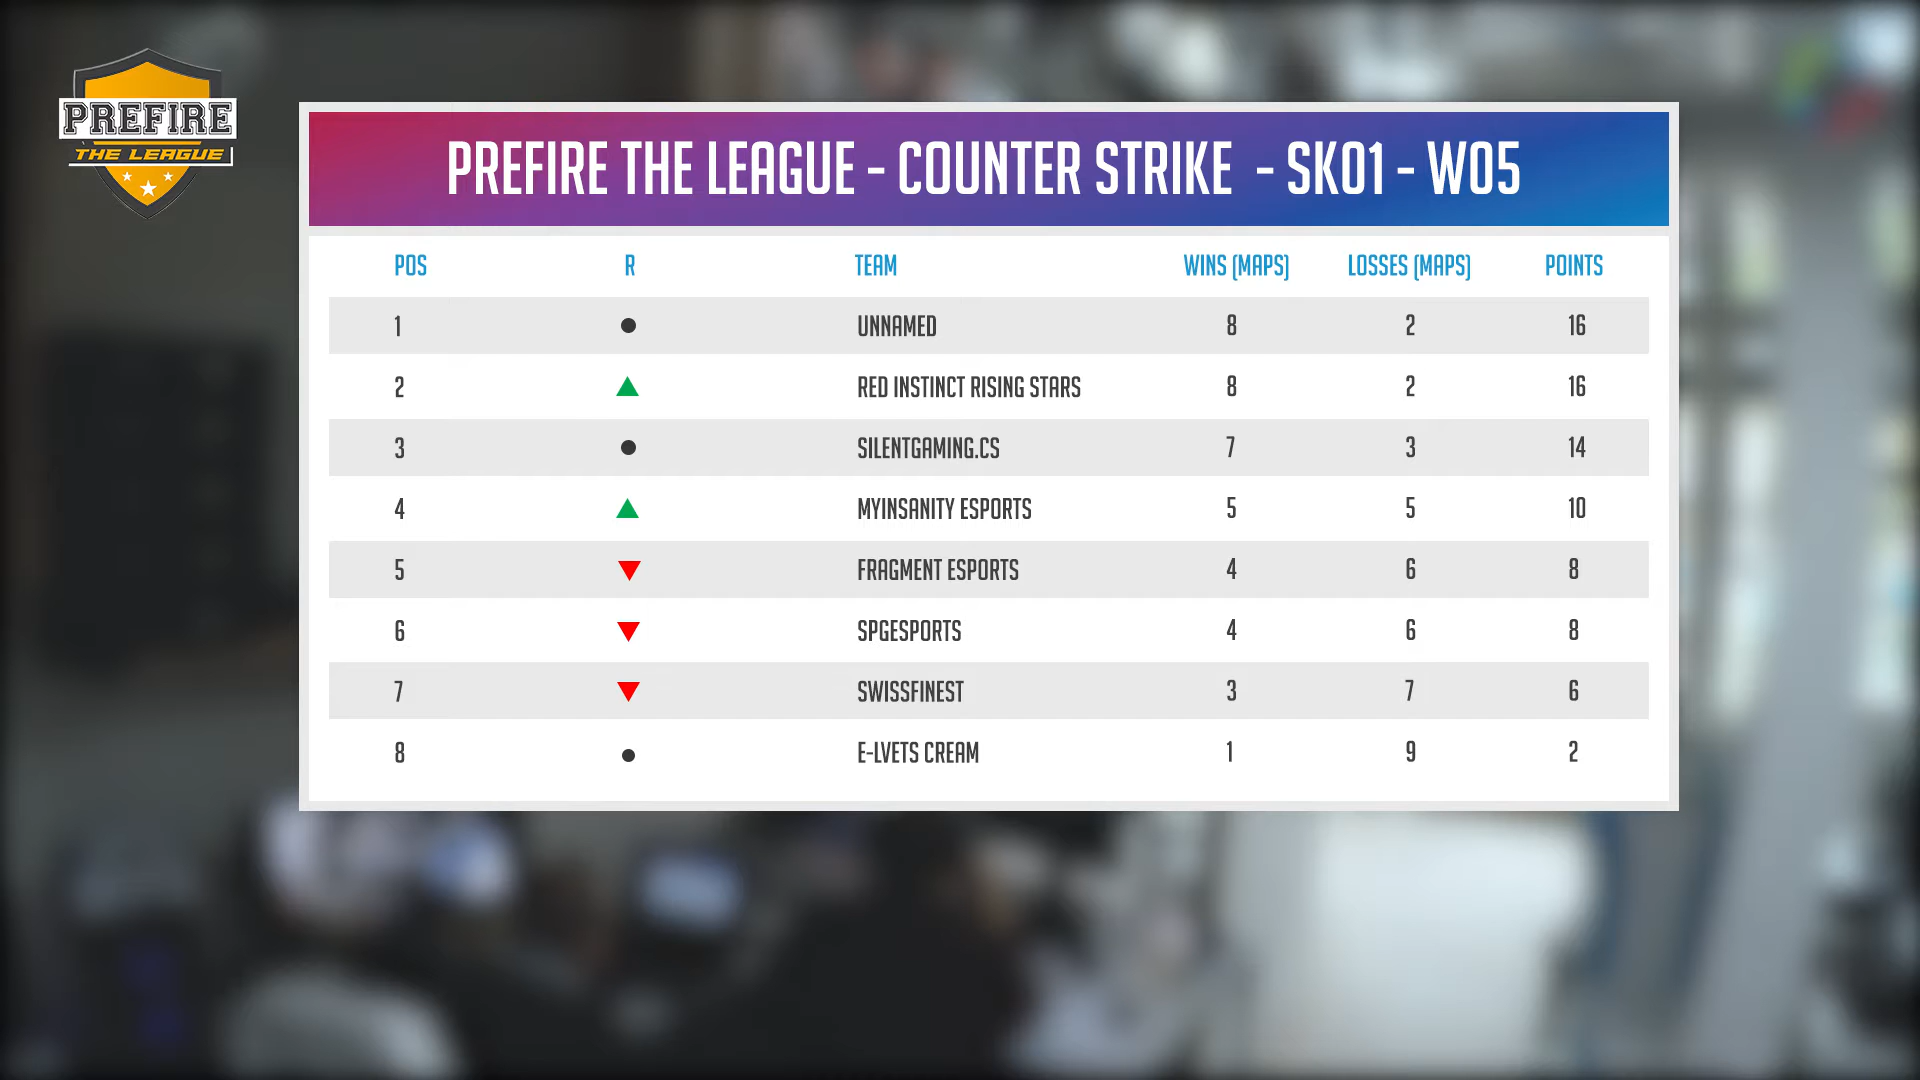 PREFIRE
THE LEAGUE
PREFIRE THE LEAGUE - COUNTER STRIKE - SK01 - W05
POS R TEAM WINS (MAPS) LOSSES (MAPS) POINTS
1 UNNAMED 8 2 16
2 RED INSTINCT RISING STARS 8 2 16
3 SILENTGAMING.CS 7 3 14
4 MYINSANITY ESPORTS 5 5 10
5 FRAGMENT ESPORTS 4 6 8
6 SPGESPORTS 4 6 8
7 SWISSFINEST 3 7 6
8 E-LVETS CREAM 1 9 2